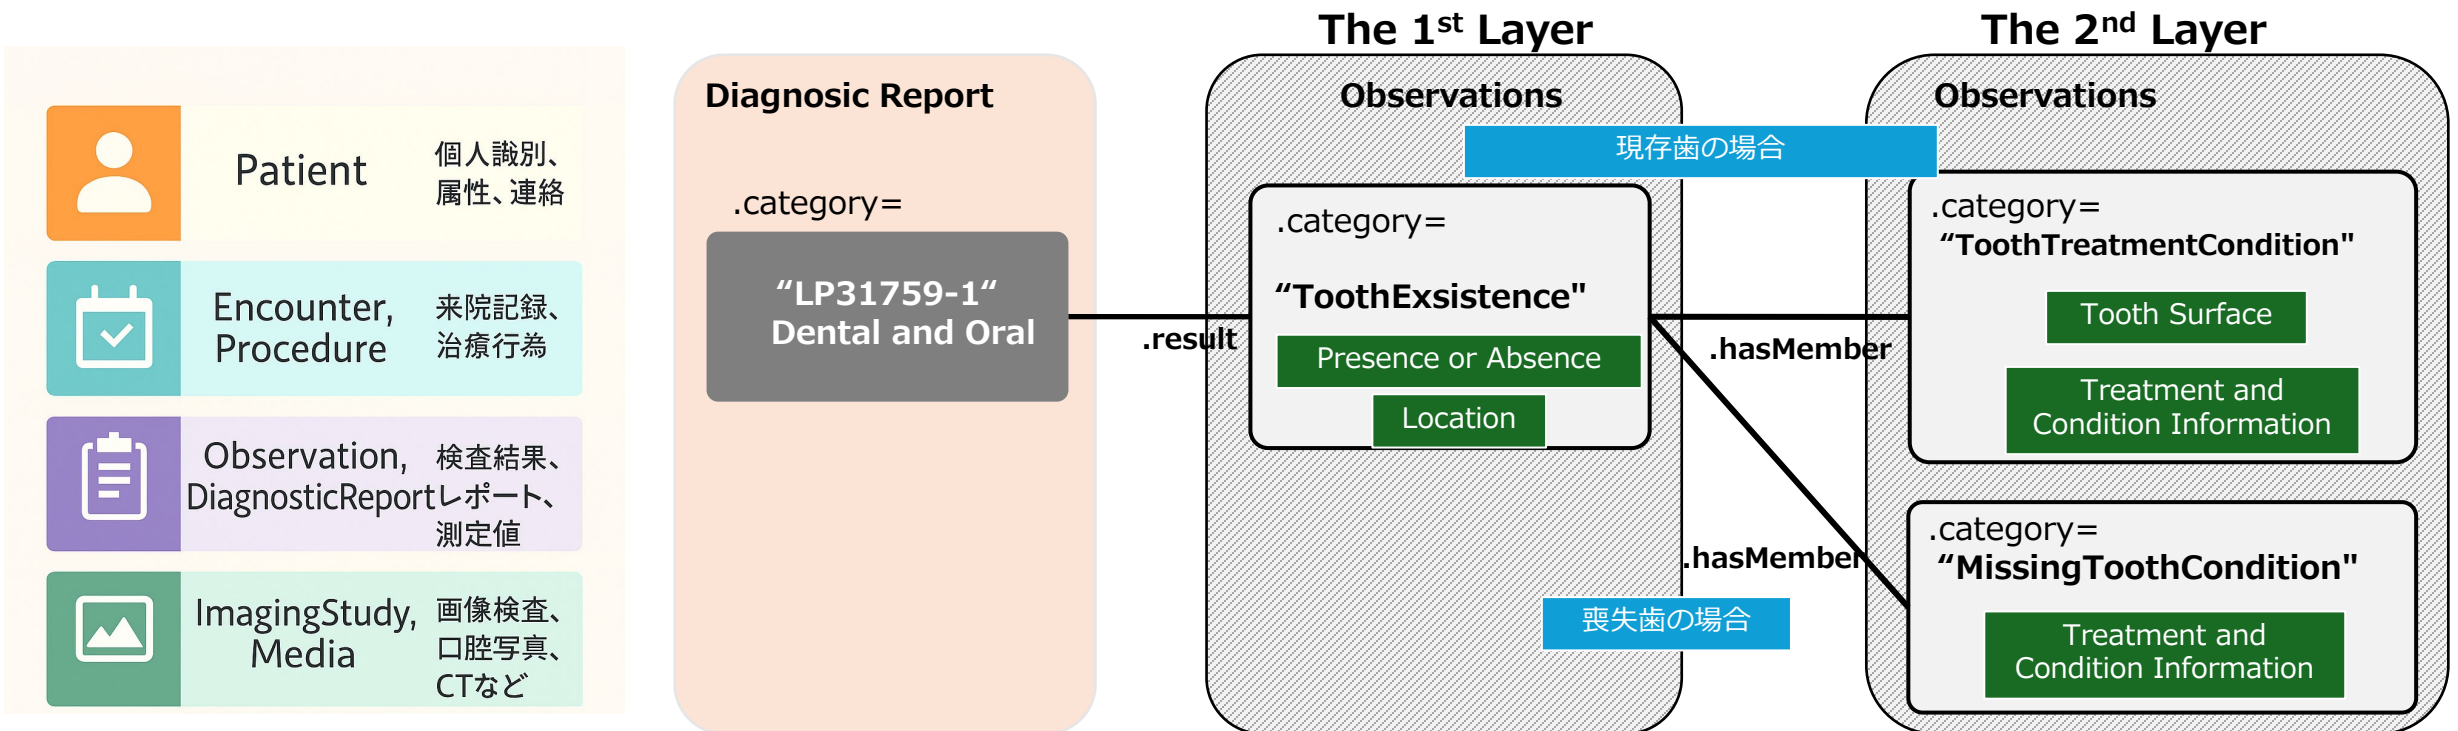 Patient
個人識別、
属性、連絡
Encounter,
Procedure
来院記録、
治療行為
Observation,
DiagnosticReport
検査結果、
レポート、
測定値
ImagingStudy,
Media
画像検査、
口腔写真、
CTなど
Diagnosic Report
.category=
“LP31759-1“
Dental and Oral
.result
The 1st Layer
Observations
現存歯の場合
.category=
“ToothExsistence"
Presence or Absence
Location
.hasMember
.hasMember
喪失歯の場合
The 2nd Layer
Observations
.category=
“ToothTreatmentCondition"
Tooth Surface
Treatment and
Condition Information
.category=
“MissingToothCondition"
Treatment and
Condition Information